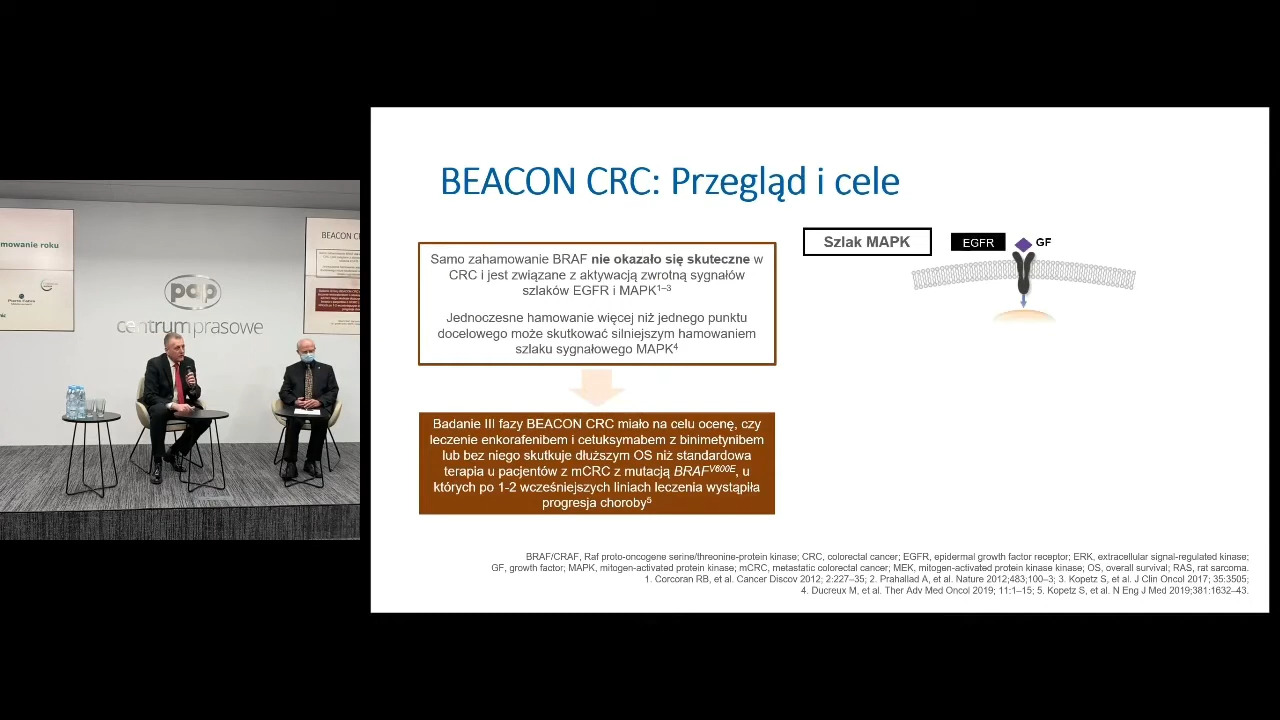 mowanie roku
BEACON C
pap
centrumprasowe
BEACON CRC: Przegląd i cele
Samo zahamowanie BRAF nie okazało się skuteczne w
CRC i jest związane z aktywacją zwrotną sygnałów
szlaków EGFR i MAPK¹⁻³
Jednoczesne hamowanie więcej niż jednego punktu
docelowego może skutkować silniejszym hamowaniem
szlaku sygnałowego MAPK⁴
Badanie III fazy BEACON CRC miało na celu ocenę, czy
leczenie enkorafenibem i cetuksymabem z binimetynibem
lub bez niego skutkuje dłuższym OS niż standardowa
terapia u pacjentów z mCRC z mutacją BRAFV600E, u
których po 1-2 wcześniejszych liniach leczenia wystąpiła
progresja choroby⁵
Szlak MAPK
EGFR
GF
BRAF/CRAF, Raf proto-oncogene serine/threonine-protein kinase; CRC, colorectal cancer; EGFR, epidermal growth factor receptor; ERK, extracellular signal-regulated kinase;
GF, growth factor; MAPK, mitogen-activated protein kinase; mCRC, metastatic colorectal cancer; MEK, mitogen-activated protein kinase kinase; OS, overall survival; RAS, rat sarcoma.
1. Corcoran RB, et al. Cancer Discov 2012; 2:227–35; 2. Prahallad A, et al. Nature 2012;483;100–3; 3. Kopetz S, et al. J Clin Oncol 2017; 35:3505;
4. Ducreux M, et al. Ther Adv Med Oncol 2019; 11:1–15; 5. Kopetz S, et al. N Eng J Med 2019;381:1632–43.